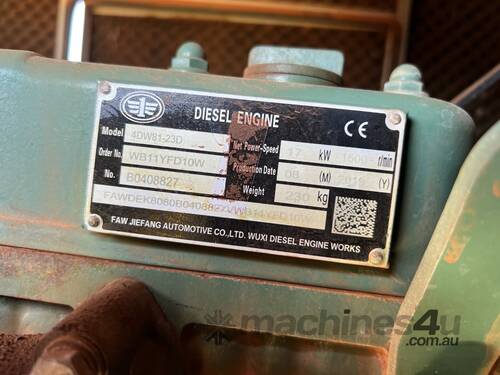 DIESEL ENGINE
CE
Model 4DW81-23D Net Power-Speed 17 kW 1500 r/min
Order No. WB11YFD10W Production Date 08 (M) 2019 (Y)
No B0408827 Weight 230 kg
FAW JIEFANG AUTOMOTIVE CO.,LTD. WUXI DIESEL ENGINE WORKS
machines4u
.com.au